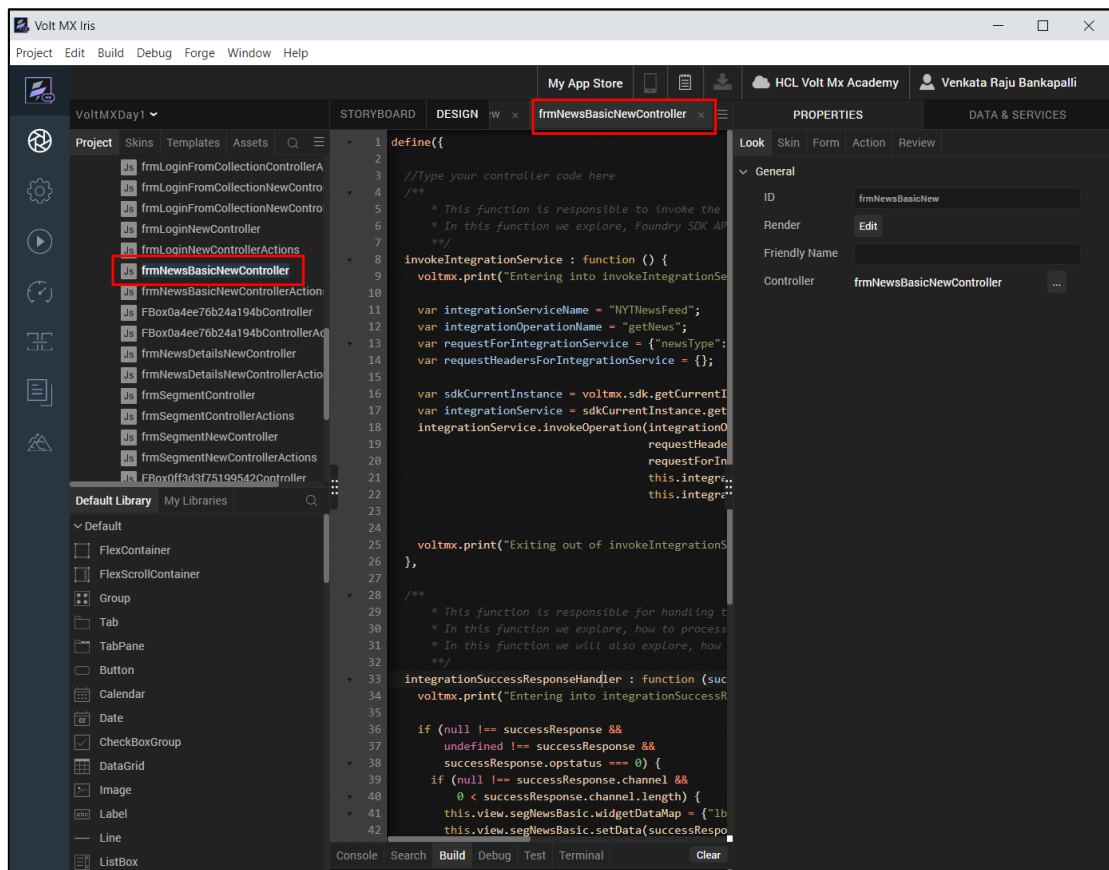 Volt MX Iris
Project Edit Build Debug Forge Window Help
My App Store HCL Volt Mx Academy Venkata Raju Bankapalli
VoltMXDay1
Project Skins Templates Assets
frmLoginFromCollectionControllerA
frmLoginFromCollectionNewContro
frmLoginFromCollectionNewContro
frmLoginNewController
frmLoginNewControllerActions
frmNewsBasicNewController
frmNewsBasicNewControllerAction
FBox0a4ee76b24a194bController
FBox0a4ee76b24a194bControllerAc
frmNewsDetailsNewController
frmNewsDetailsNewControllerActio
frmSegmentController
frmSegmentControllerActions
frmSegmentNewController
frmSegmentNewControllerActions
FBox0ff3d3f75199542Controller
Default Library My Libraries
Default
FlexContainer
FlexScrollContainer
Group
Tab
TabPane
Button
Calendar
Date
CheckBoxGroup
DataGrid
Image
Label
Line
ListBox
STORYBOARD DESIGN frmNewsBasicNewController
1 define({
2
3 //Type your controller code here
4 /**
5 * This function is responsible to invoke the
6 * In this function we explore, Foundry SDK AP
7 **/
8 invokeIntegrationService : function () {
9 voltmx.print("Entering into invokeIntegrationSe
10
11 var integrationServiceName = "NYTNewsFeed";
12 var integrationOperationName = "getNews";
13 var requestForIntegrationService = {"newsType":
14 var requestHeadersForIntegrationService = {};
15
16 var sdkCurrentInstance = voltmx.sdk.getCurrentI
17 var integrationService = sdkCurrentInstance.get
18 integrationService.invokeOperation(integrationO
19 requestHeade
20 requestForIn
21 this.integra
22 this.integra
23
24
25 voltmx.print("Exiting out of invokeIntegrationS
26 },
27
28 /**
29 * This function is responsible for handling t
30 * In this function we explore, how to process
31 * In this function we will also explore, how
32 **/
33 integrationSuccessResponseHandler : function (suc
34 voltmx.print("Entering into integrationSuccessR
35
36 if (null !== successResponse &&
37 undefined !== successResponse &&
38 successResponse.opstatus === 0) {
39 if (null !== successResponse.channel &&
40 0 < successResponse.channel.length) {
41 this.view.segNewsBasic.widgetDataMap = {"lb
42 this.view.segNewsBasic.setData(successRespo
Console Search Build Debug Test Terminal Clear
PROPERTIES DATA & SERVICES
Look Skin Form Action Review
General
ID frmNewsBasicNew
Render Edit
Friendly Name
Controller frmNewsBasicNewController ...